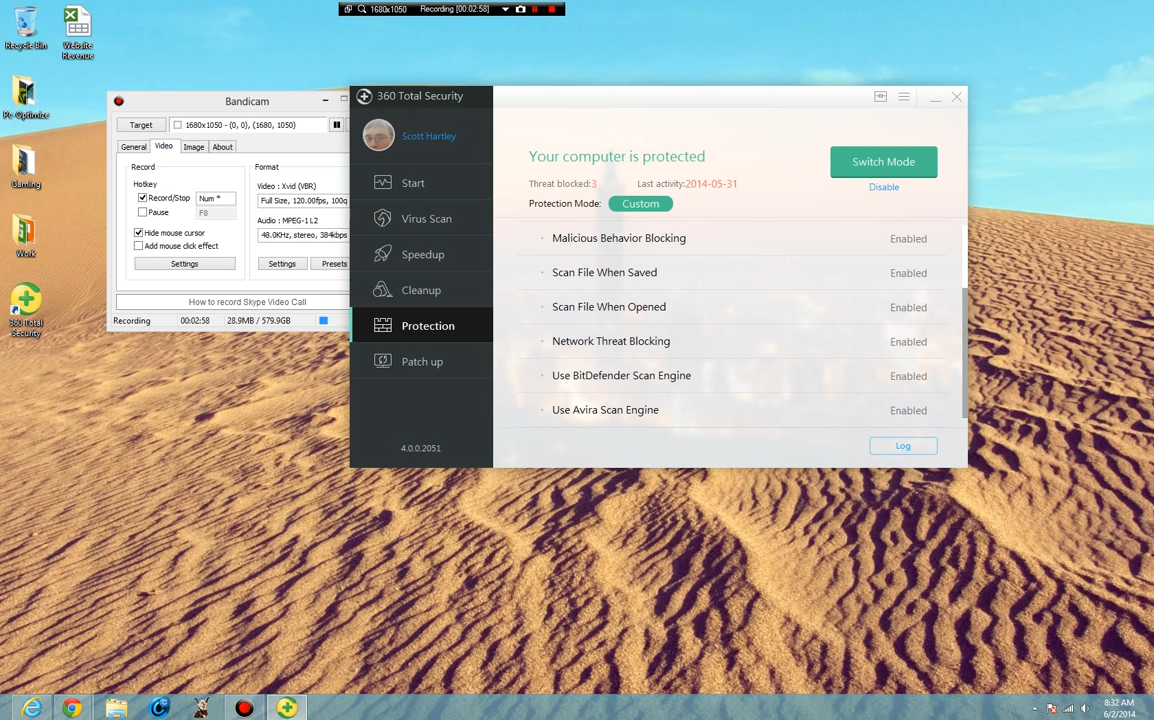 1680x1050 Recording [00:02:58]
Recycle Bin
Website
Revenue
Pc Optimize
Gaming
Work
360 Total
Security
Bandicam
Target
1680x1050 - (0, 0), (1680, 1050)
General Video Image About
Record
Hotkey
Record/Stop Num *
Pause F8
Hide mouse cursor
Add mouse click effect
Settings
Format
Video : Xvid (VBR)
Full Size, 120.00fps, 100q
Audio : MPEG-1 L2
48.0KHz, stereo, 384kbps
Settings Presets
How to record Skype Video Call
Recording 00:02:58 28.9MB / 579.9GB
360 Total Security
Scott Hartley
Start
Virus Scan
Speedup
Cleanup
Protection
Patch up
4.0.0.2051
Your computer is protected
Threat blocked:3 Last activity:2014-05-31
Protection Mode: Custom
Switch Mode
Disable
Malicious Behavior Blocking Enabled
Scan File When Saved Enabled
Scan File When Opened Enabled
Network Threat Blocking Enabled
Use BitDefender Scan Engine Enabled
Use Avira Scan Engine Enabled
Log
8:32 AM
6/2/2014